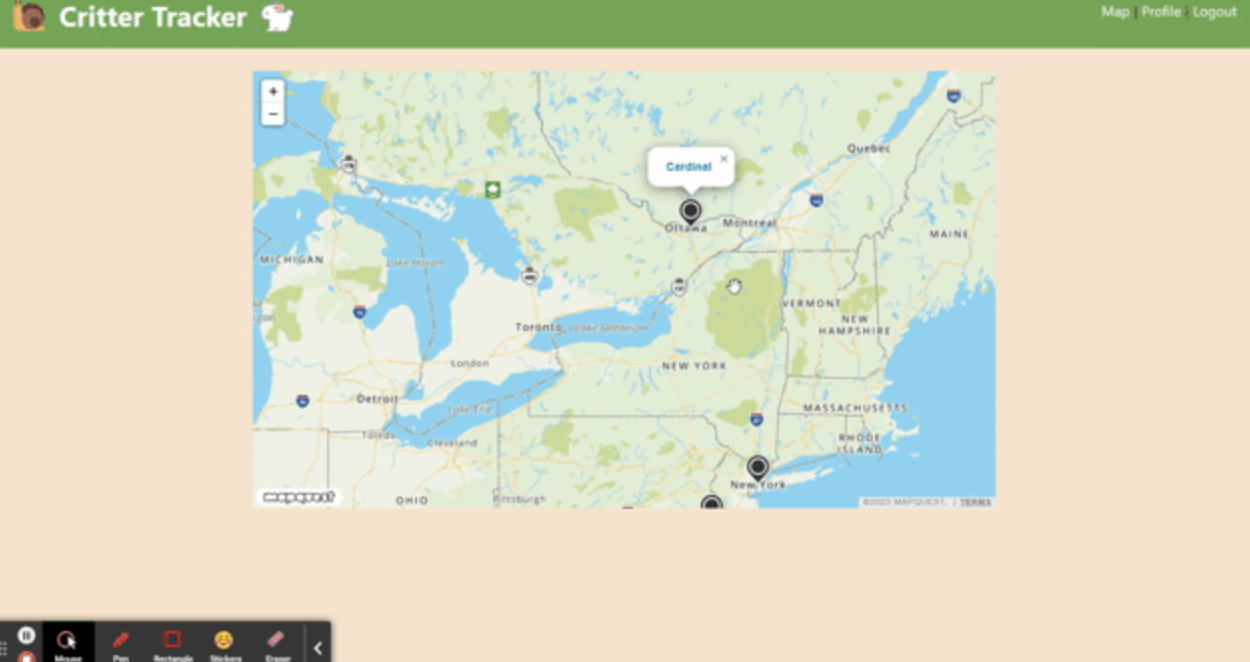 Critter Tracker
Map | Profile | Logout
+
−
Cardinal ×
Quebec
Ottawa
Montreal
MAINE
MICHIGAN
Lake Huron
VERMONT
NEW HAMPSHIRE
Toronto
Lake Ontario
London
NEW YORK
Detroit
MASSACHUSETTS
Lake Erie
Toledo
Cleveland
RHODE
ISLAND
New York
OHIO
Pittsburgh
mapquest
©2023 MAPQUEST. | TERMS
Mouse
Pen
Rectangle
Stickers
Eraser